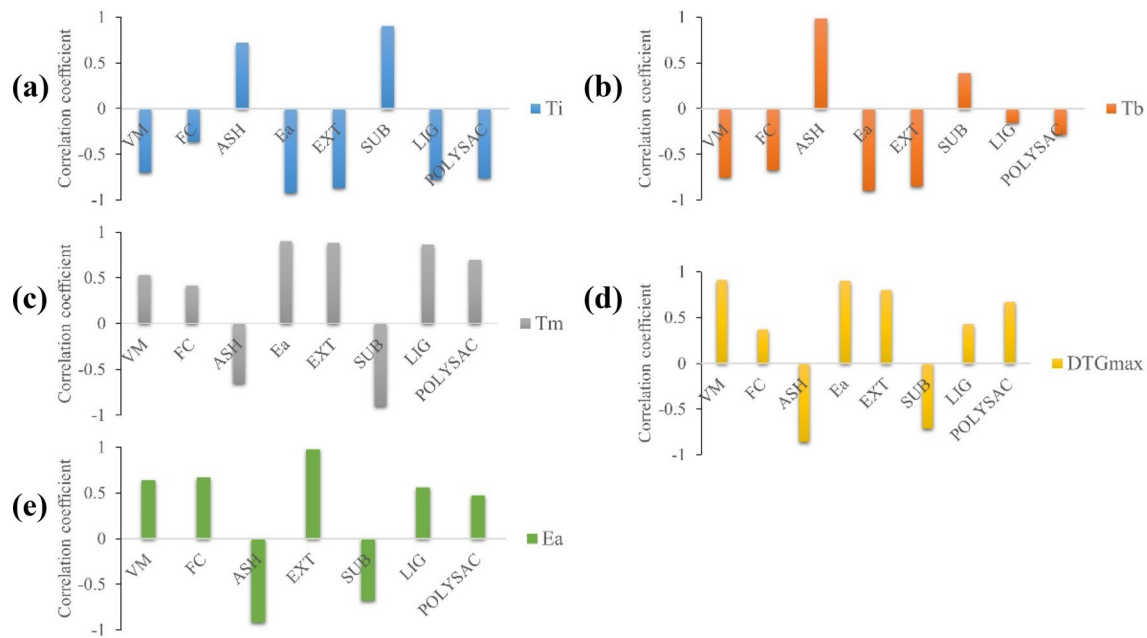 (a)
Correlation coefficient
1
0.5
0
-0.5
-1
VM
FC
ASH
Ea
EXT
SUB
LIG
POLYSAC
Ti
(b)
Correlation coefficient
1
0.5
0
-0.5
-1
VM
FC
ASH
Ea
EXT
SUB
LIG
POLYSAC
Tb
(c)
Correlation coefficient
1
0.5
0
-0.5
-1
VM
FC
ASH
Ea
EXT
SUB
LIG
POLYSAC
Tm
(d)
Correlation coefficient
1
0.5
0
-0.5
-1
VM
FC
ASH
Ea
EXT
SUB
LIG
POLYSAC
DTGmax
(e)
Correlation coefficient
1
0.5
0
-0.5
-1
VM
FC
ASH
EXT
SUB
LIG
POLYSAC
Ea